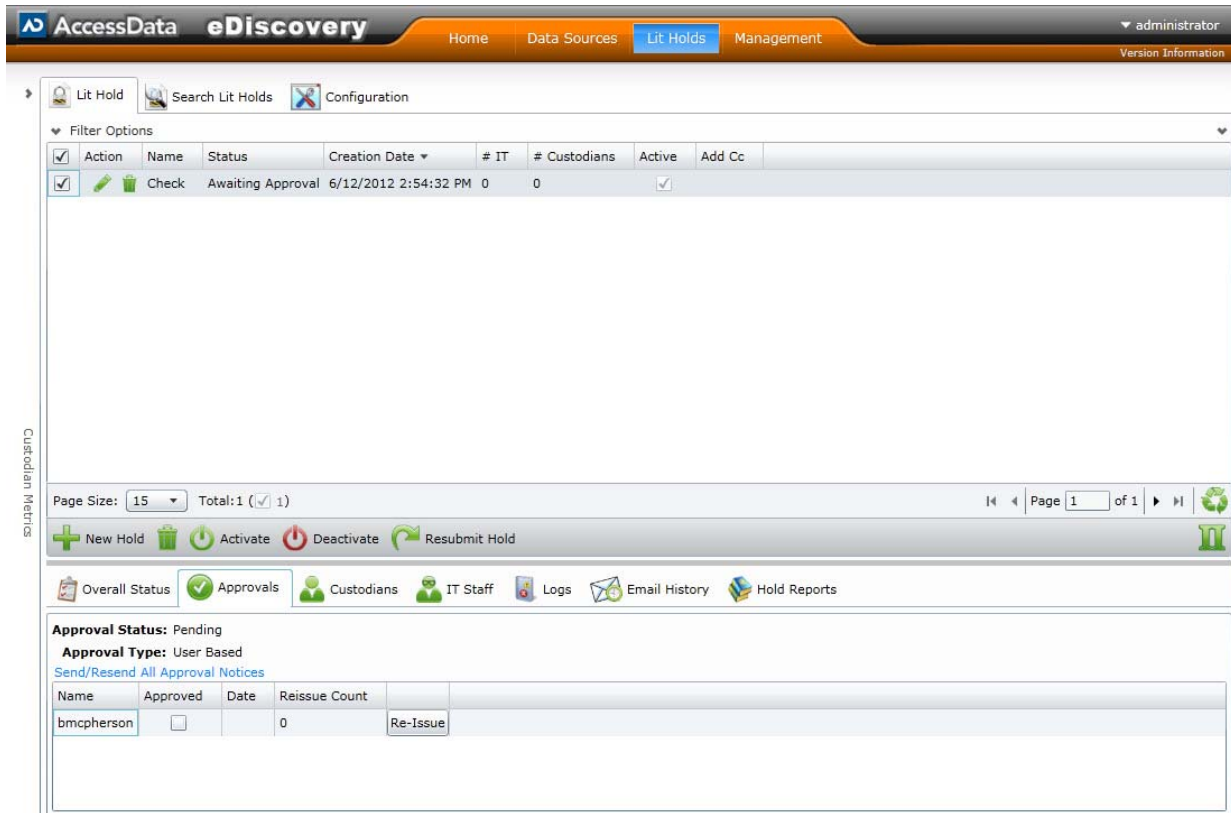 AccessData eDiscovery Home Data Sources Lit Holds Management administrator
Version Information
Lit Hold Search Lit Holds Configuration
Filter Options
Action Name Status Creation Date # IT # Custodians Active Add Cc
Check Awaiting Approval 6/12/2012 2:54:32 PM 0 0
Custodian Metrics
Page Size: 15 Total:1 ( 1) Page 1 of 1
New Hold Activate Deactivate Resubmit Hold
Overall Status Approvals Custodians IT Staff Logs Email History Hold Reports
Approval Status: Pending
Approval Type: User Based
Send/Resend All Approval Notices
Name Approved Date Reissue Count
bmcpherson 0 Re-Issue